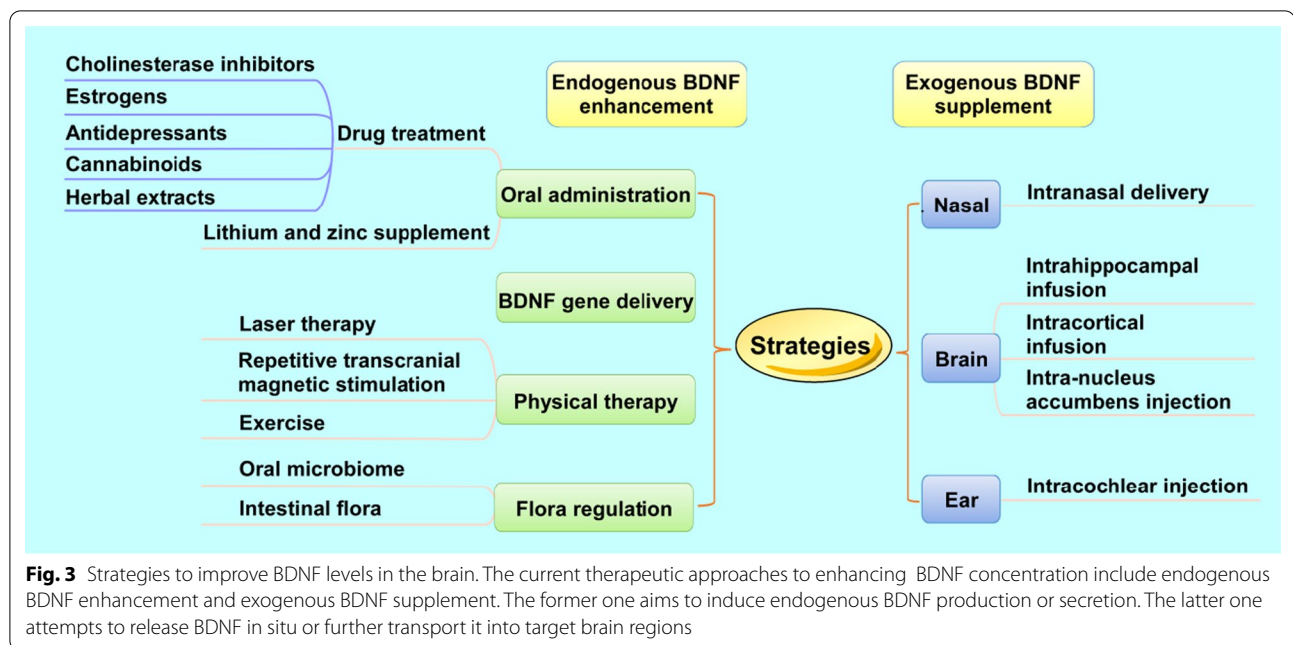 Cholinesterase inhibitors
Estrogens
Antidepressants
Cannabinoids
Herbal extracts
Drug treatment
Lithium and zinc supplement
Laser therapy
Repetitive transcranial
magnetic stimulation
Exercise
Oral microbiome
Intestinal flora
Endogenous BDNF
enhancement
Oral administration
BDNF gene delivery
Physical therapy
Flora regulation
Strategies
Exogenous BDNF
supplement
Nasal
Intranasal delivery
Brain
Intrahippocampal
infusion
Intracortical
infusion
Intra-nucleus
accumbens injection
Ear
Intracochlear injection
Fig. 3 Strategies to improve BDNF levels in the brain. The current therapeutic approaches to enhancing BDNF concentration include endogenous
BDNF enhancement and exogenous BDNF supplement. The former one aims to induce endogenous BDNF production or secretion. The latter one
attempts to release BDNF in situ or further transport it into target brain regions